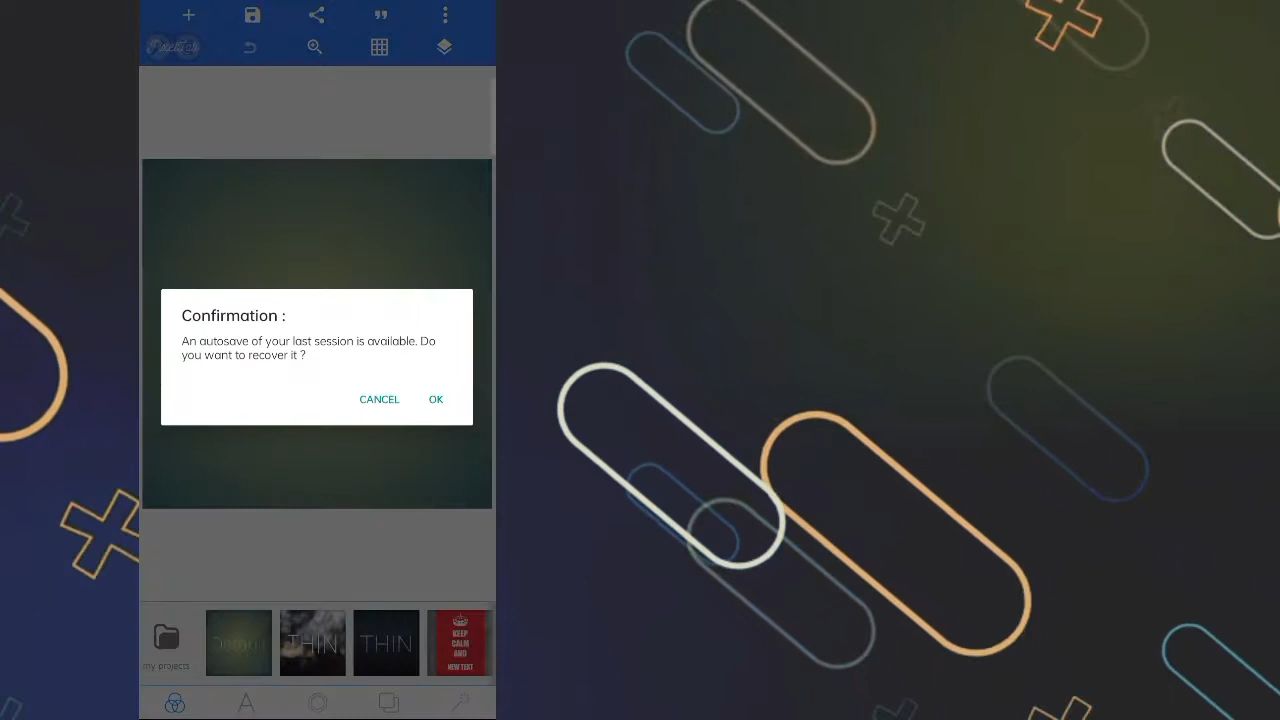 PixelLab
Confirmation :
An autosave of your last session is available. Do
you want to recover it ?
CANCEL OK
my projects
THIN
THIN
KEEP
CALM
AND
NEW TEXT